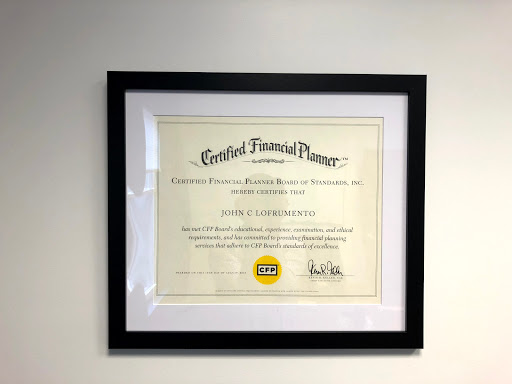 Certified Financial Planner™
CERTIFIED FINANCIAL PLANNER BOARD OF STANDARDS, INC.
HEREBY CERTIFIES THAT
JOHN C LOFRUMENTO
has met CFP Board's educational, experience, examination, and ethical
requirements, and has committed to providing financial planning
services that adhere to CFP Board's standards of excellence.
CFP